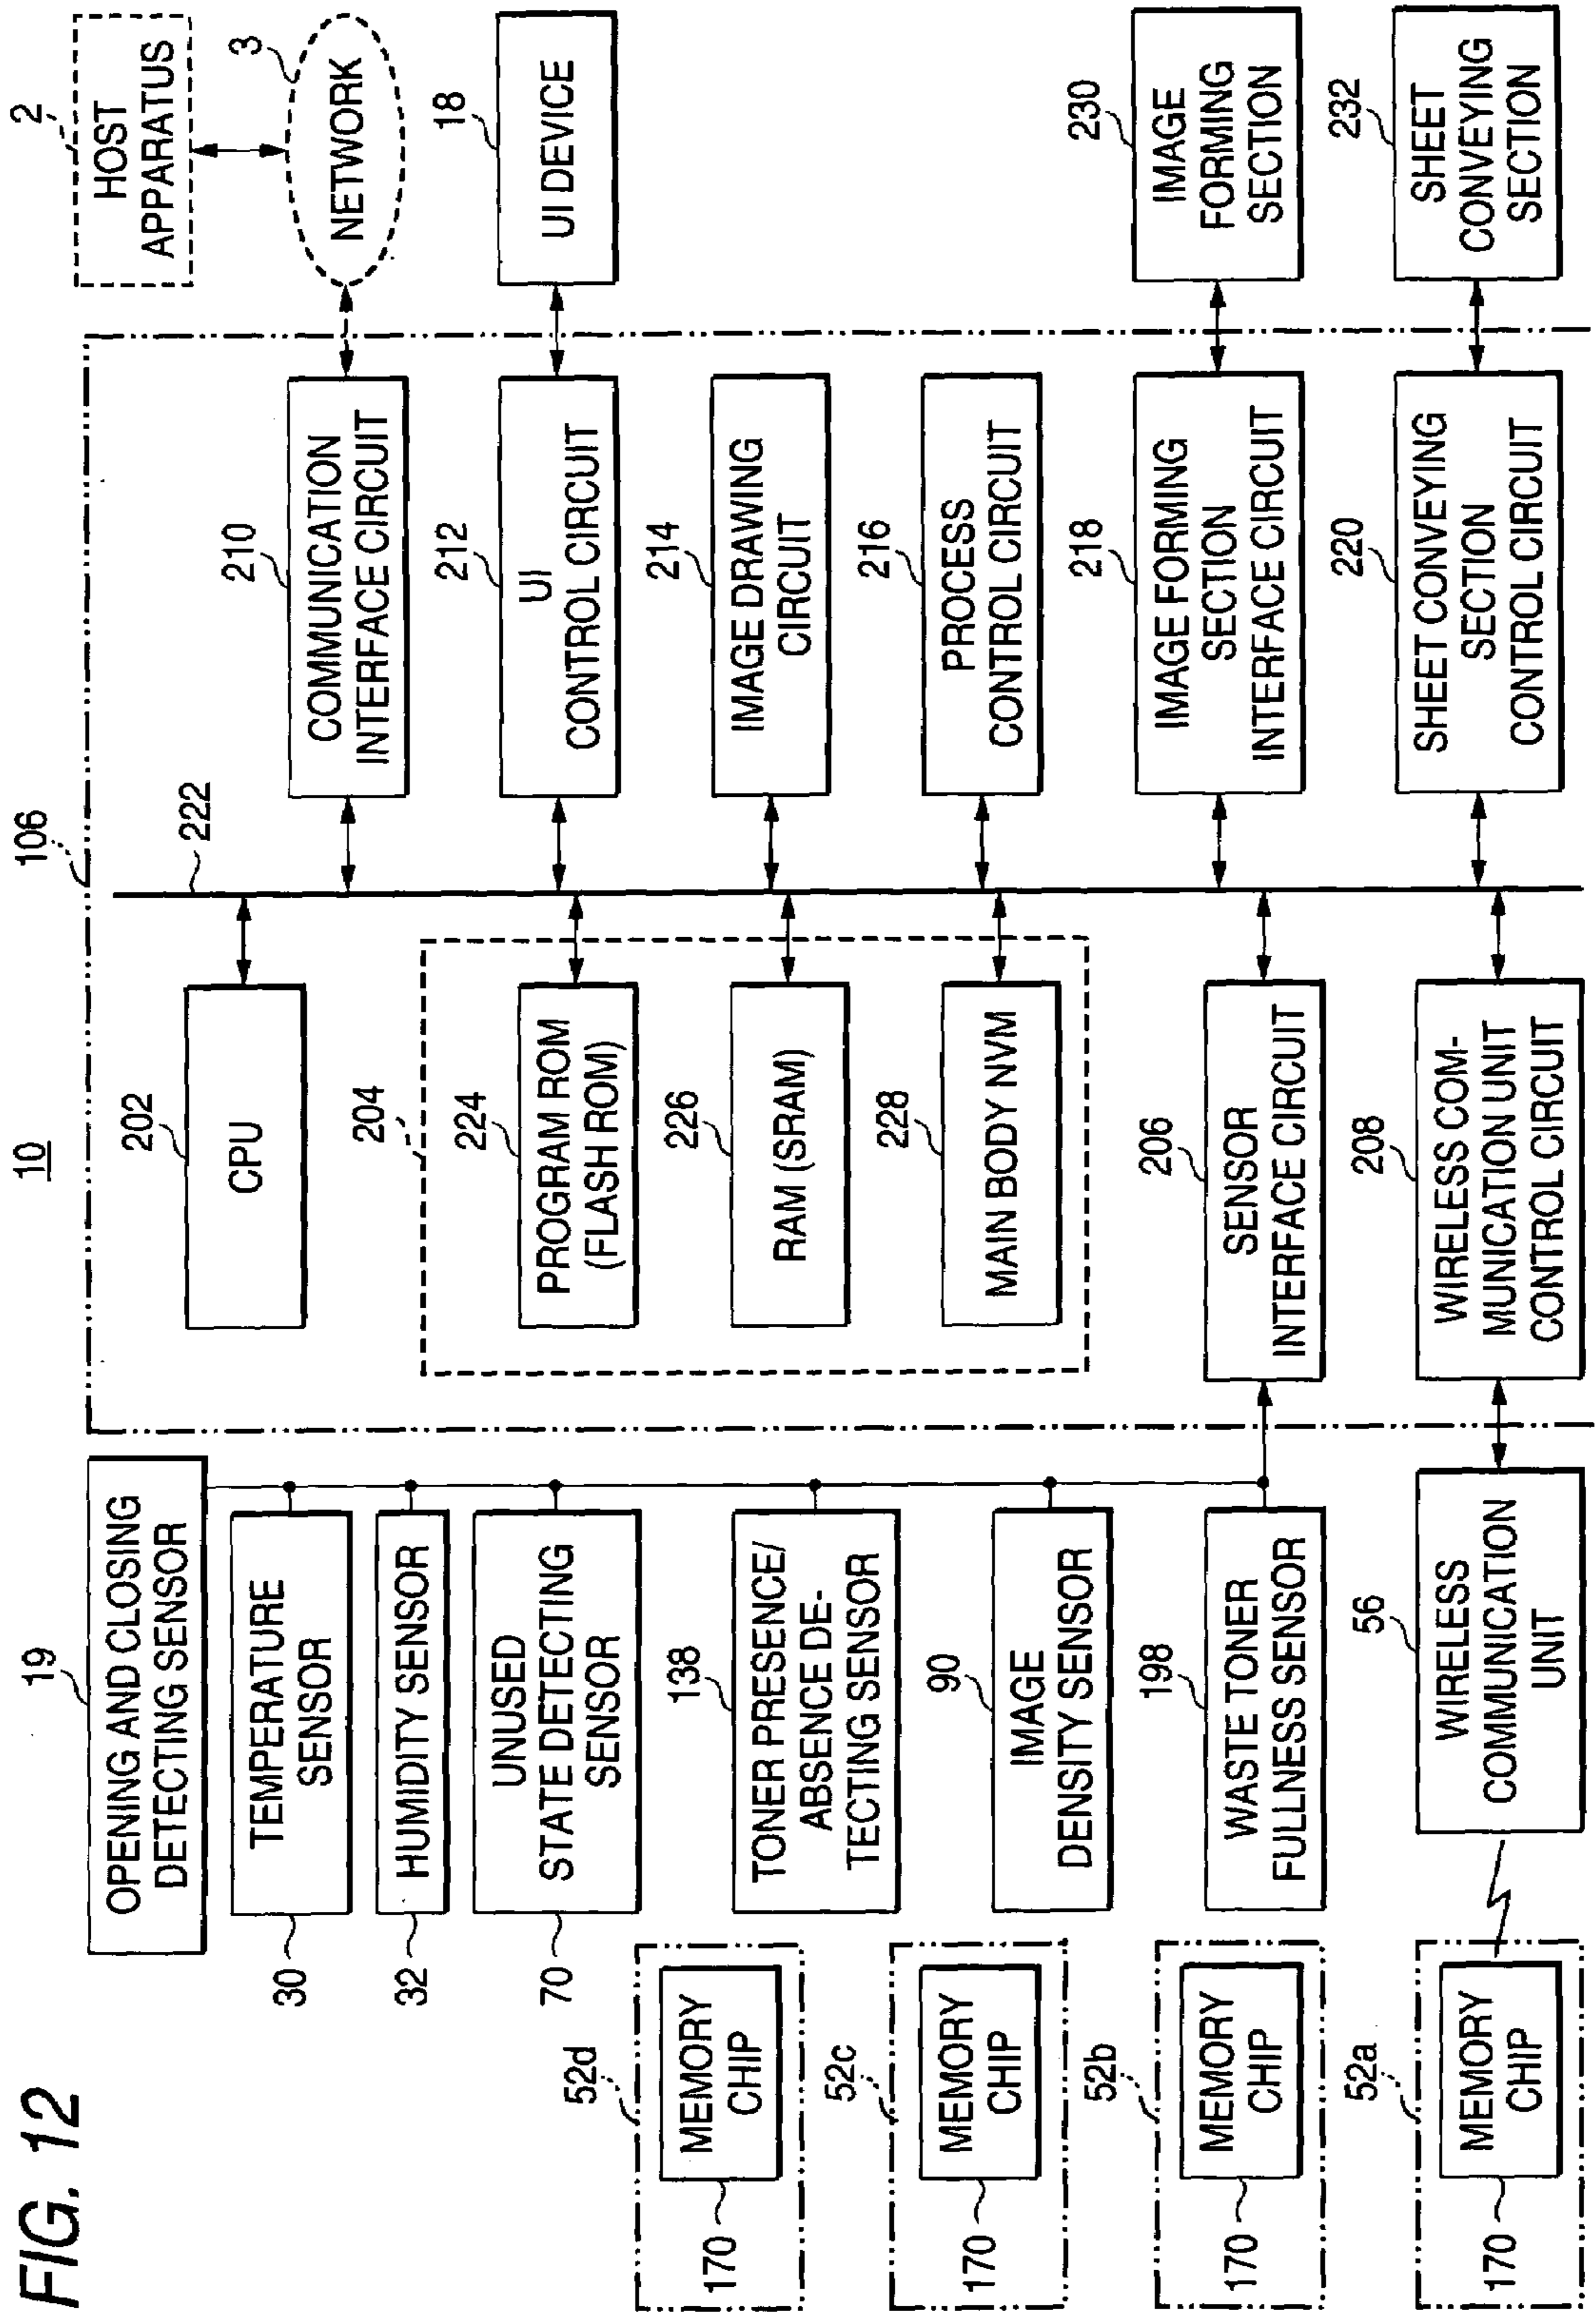 FIG. 12
10
19
OPENING AND CLOSING
DETECTING SENSOR
30
TEMPERATURE
SENSOR
32
HUMIDITY SENSOR
70
UNUSED
STATE DETECTING
SENSOR
138
TONER PRESENCE/
ABSENCE DE-
TECTING SENSOR
90
IMAGE
DENSITY SENSOR
198
WASTE TONER
FULLNESS SENSOR
56
WIRELESS
COMMUNICATION
UNIT
52d
MEMORY
CHIP
170
52c
MEMORY
CHIP
170
52b
MEMORY
CHIP
170
52a
MEMORY
CHIP
170
106
202
CPU
204
224
PROGRAM ROM
(FLASH ROM)
226
RAM (SRAM)
228
MAIN BODY NVM
206
SENSOR
INTERFACE CIRCUIT
208
WIRELESS COM-
MUNICATION UNIT
CONTROL CIRCUIT
222
210
COMMUNICATION
INTERFACE CIRCUIT
212
UI
CONTROL CIRCUIT
214
IMAGE DRAWING
CIRCUIT
216
PROCESS
CONTROL CIRCUIT
218
IMAGE FORMING
SECTION
INTERFACE CIRCUIT
220
SHEET CONVEYING
SECTION
CONTROL CIRCUIT
2
HOST
APPARATUS
3
NETWORK
18
UI DEVICE
230
IMAGE
FORMING
SECTION
232
SHEET
CONVEYING
SECTION